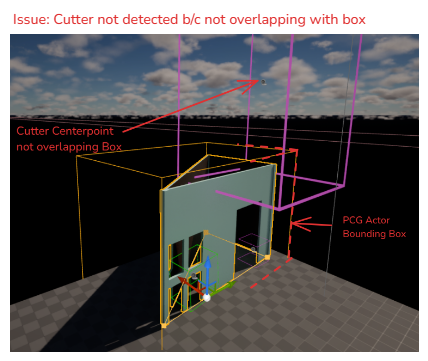 Issue: Cutter not detected b/c not overlapping with box
Cutter Centerpoint
not overlapping Box
PCG Actor
Bounding Box